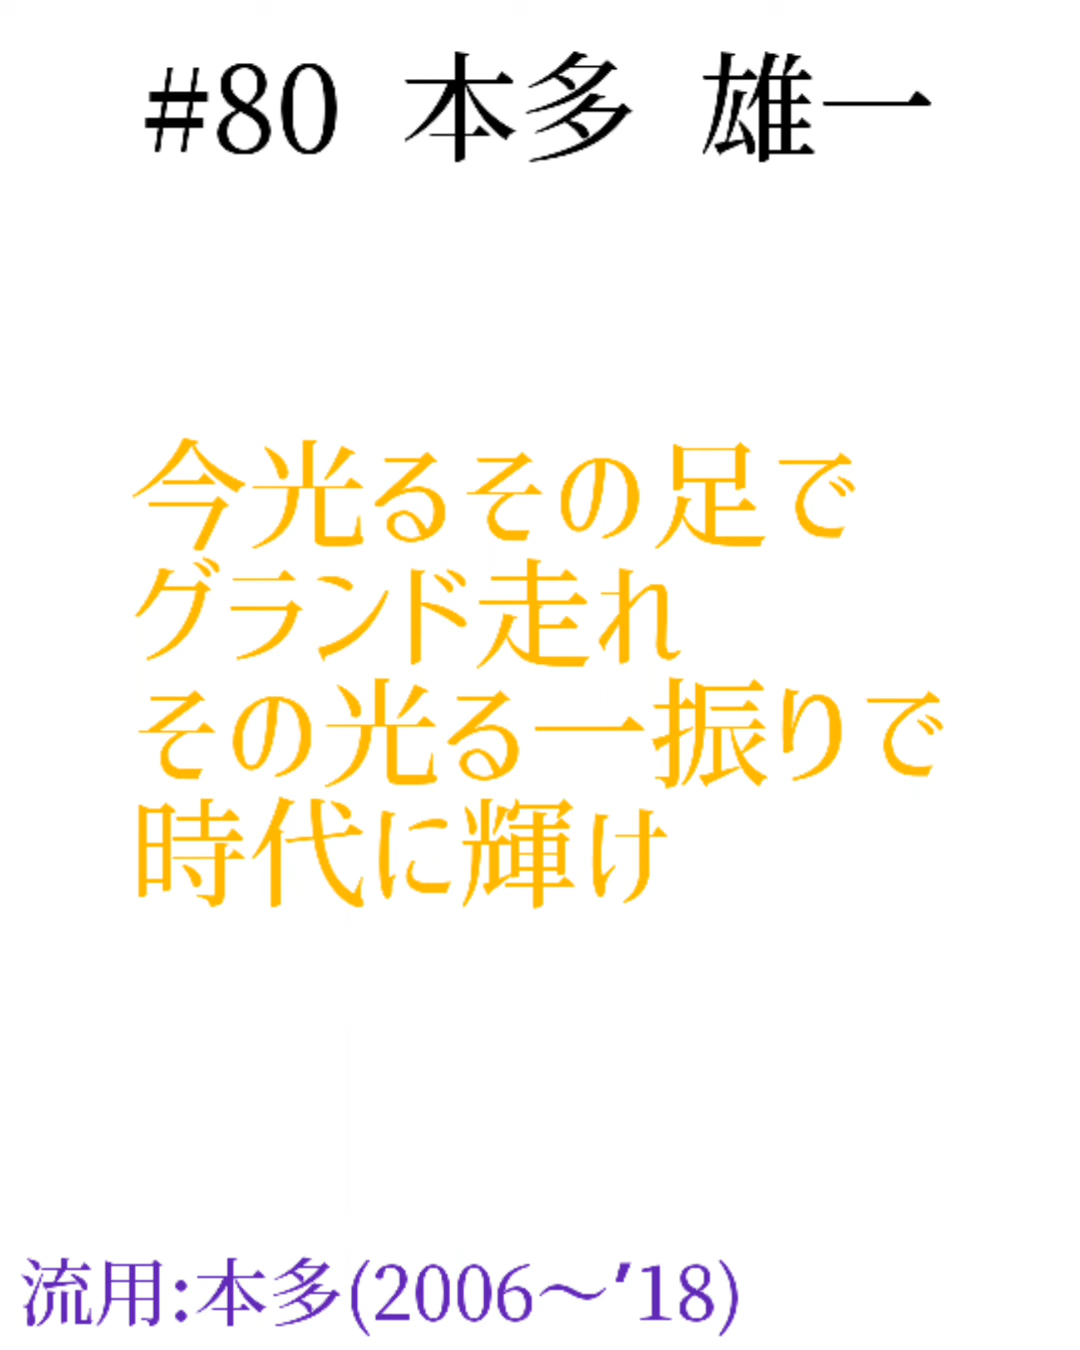 #80 本多 雄一
今光るその足で
グランド走れ
その光る一振りで
時代に輝け
流用:本多(2006〜′18)